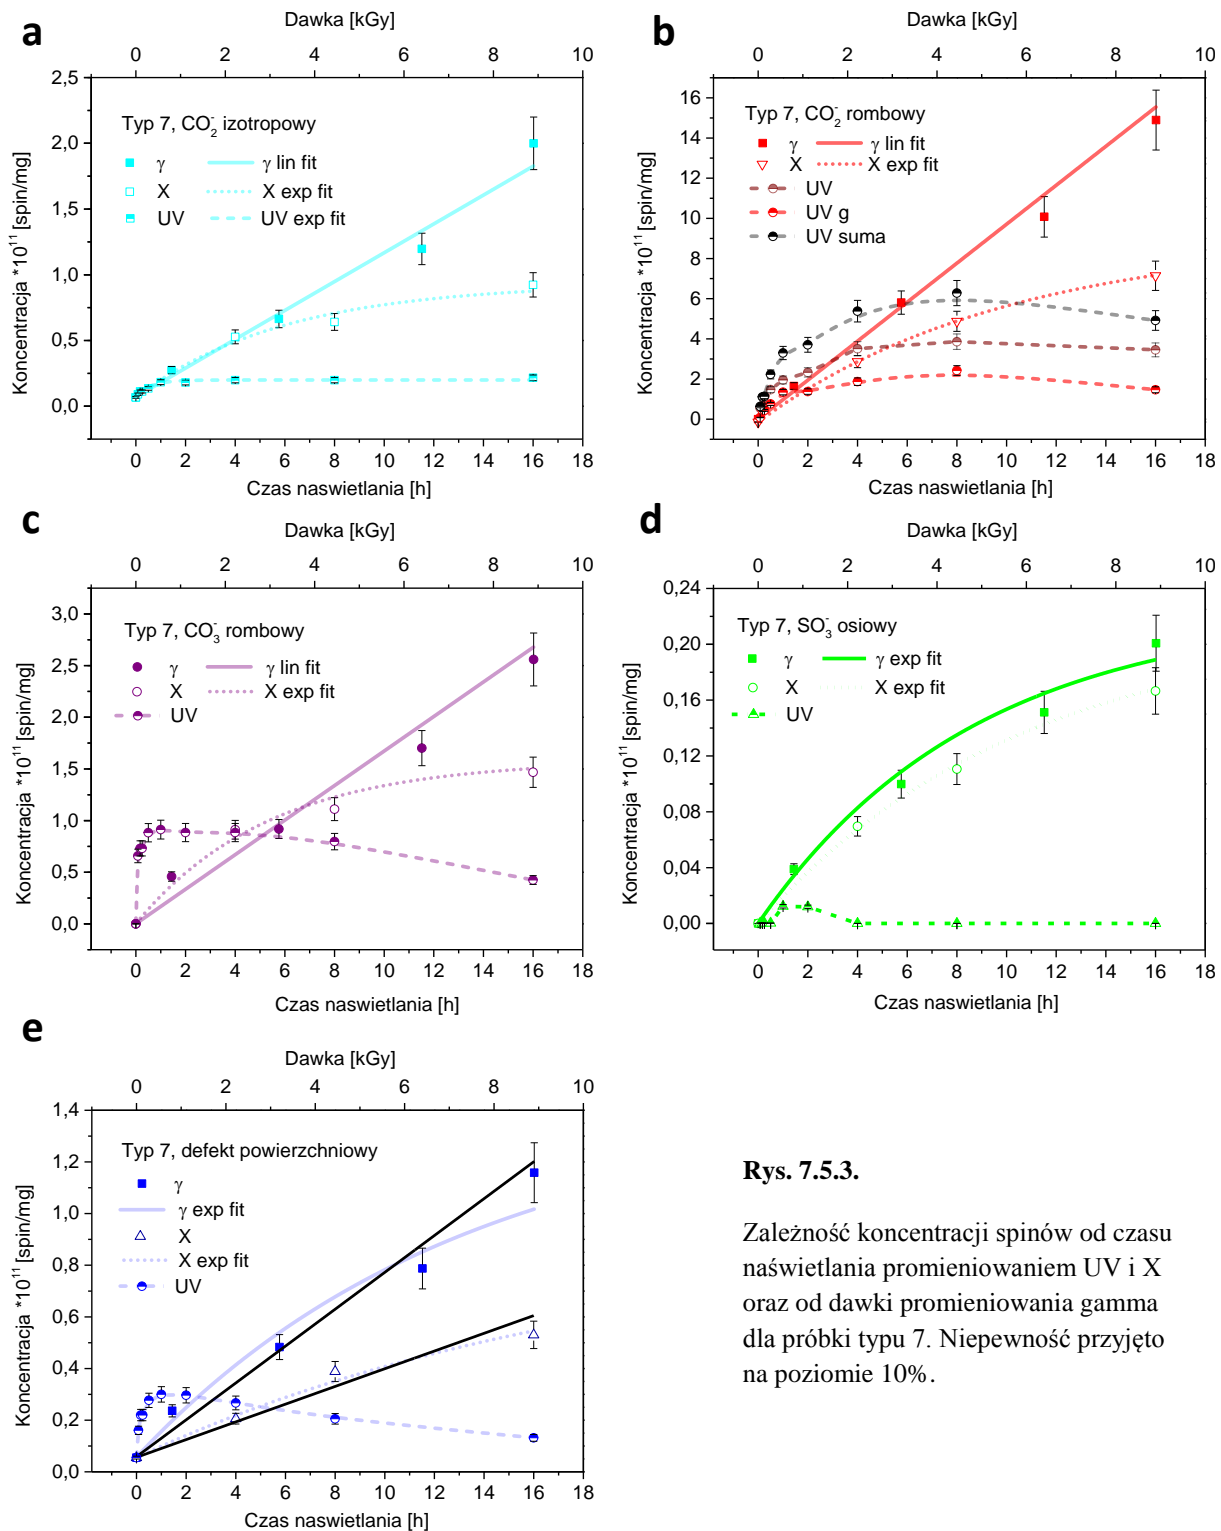 a
Dawka [kGy]
0 2 4 6 8 10
2,5
2,0
1,5
1,0
0,5
0,0
Koncentracja *10^11 [spin/mg]
Typ 7, CO2- izotropowy
γ γ lin fit
X X exp fit
UV UV exp fit
0 2 4 6 8 10 12 14 16 18
Czas naswietlania [h]
b
Dawka [kGy]
0 2 4 6 8 10
16
14
12
10
8
6
4
2
0
Koncentracja *10^11 [spin/mg]
Typ 7, CO2- rombowy
γ γ lin fit
X X exp fit
UV
UV g
UV suma
0 2 4 6 8 10 12 14 16 18
Czas naswietlania [h]
c
Dawka [kGy]
0 2 4 6 8 10
3,0
2,5
2,0
1,5
1,0
0,5
0,0
Koncentracja *10^11 [spin/mg]
Typ 7, CO3- rombowy
γ γ lin fit
X X exp fit
UV
0 2 4 6 8 10 12 14 16 18
Czas naswietlania [h]
d
Dawka [kGy]
0 2 4 6 8 10
0,24
0,20
0,16
0,12
0,08
0,04
0,00
Koncentracja *10^11 [spin/mg]
Typ 7, SO3- osiowy
γ γ exp fit
X X exp fit
UV
0 2 4 6 8 10 12 14 16 18
Czas naswietlania [h]
e
Dawka [kGy]
0 2 4 6 8 10
1,4
1,2
1,0
0,8
0,6
0,4
0,2
0,0
Koncentracja *10^11 [spin/mg]
Typ 7, defekt powierzchniowy
γ
γ exp fit
X
X exp fit
UV
0 2 4 6 8 10 12 14 16 18
Czas naswietlania [h]
Rys. 7.5.3.
Zależność koncentracji spinów od czasu
naświetlania promieniowaniem UV i X
oraz od dawki promieniowania gamma
dla próbki typu 7. Niepewność przyjęto
na poziomie 10%.